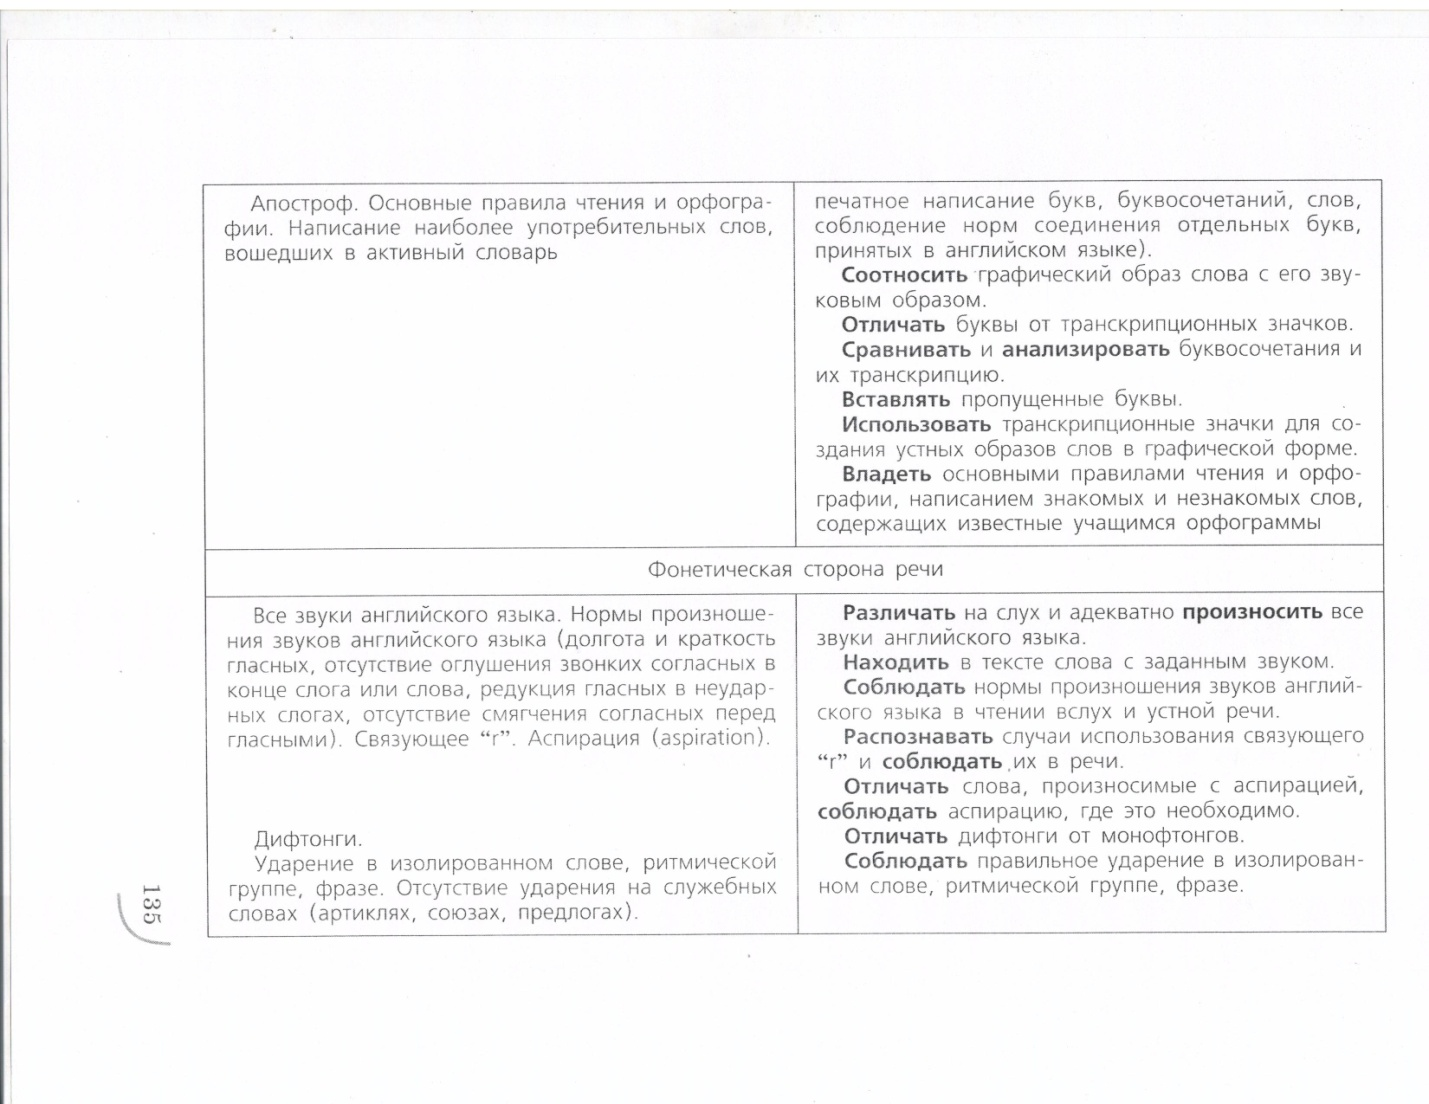 Апостроф. Основные правила чтения и орфогра-
фии. Написание наиболее употребительных слов,
вошедших в активный словарь
печатное написание букв, буквосочетаний, слов,
соблюдение норм соединения отдельных букв,
принятых в английском языке).
Соотносить графический образ слова с его зву-
ковым образом.
Отличать буквы от транскрипционных значков.
Сравнивать и анализировать буквосочетания и
их транскрипцию.
Вставлять пропущенные буквы.
Использовать транскрипционные значки для со-
здания устных образов слов в графической форме.
Владеть основными правилами чтения и орфо-
графии, написанием знакомых и незнакомых слов,
содержащих известные учащимся орфограммы
Фонетическая сторона речи
Все звуки английского языка. Нормы произноше-
ния звуков английского языка (долгота и краткость
гласных, отсутствие оглушения звонких согласных в
конце слога или слова, редукция гласных в неудар-
ных слогах, отсутствие смягчения согласных перед
гласными). Связующее “r”. Аспирация (aspiration).
Дифтонги.
Ударение в изолированном слове, ритмической
группе, фразе. Отсутствие ударения на служебных
словах (артиклях, союзах, предлогах).
Различать на слух и адекватно произносить все
звуки английского языка.
Находить в тексте слова с заданным звуком.
Соблюдать нормы произношения звуков англий-
ского языка в чтении вслух и устной речи.
Распознавать случаи использования связующего
“r” и соблюдать их в речи.
Отличать слова, произносимые с аспирацией,
соблюдать аспирацию, где это необходимо.
Отличать дифтонги от монофтонгов.
Соблюдать правильное ударение в изолирован-
ном слове, ритмической группе, фразе.
135